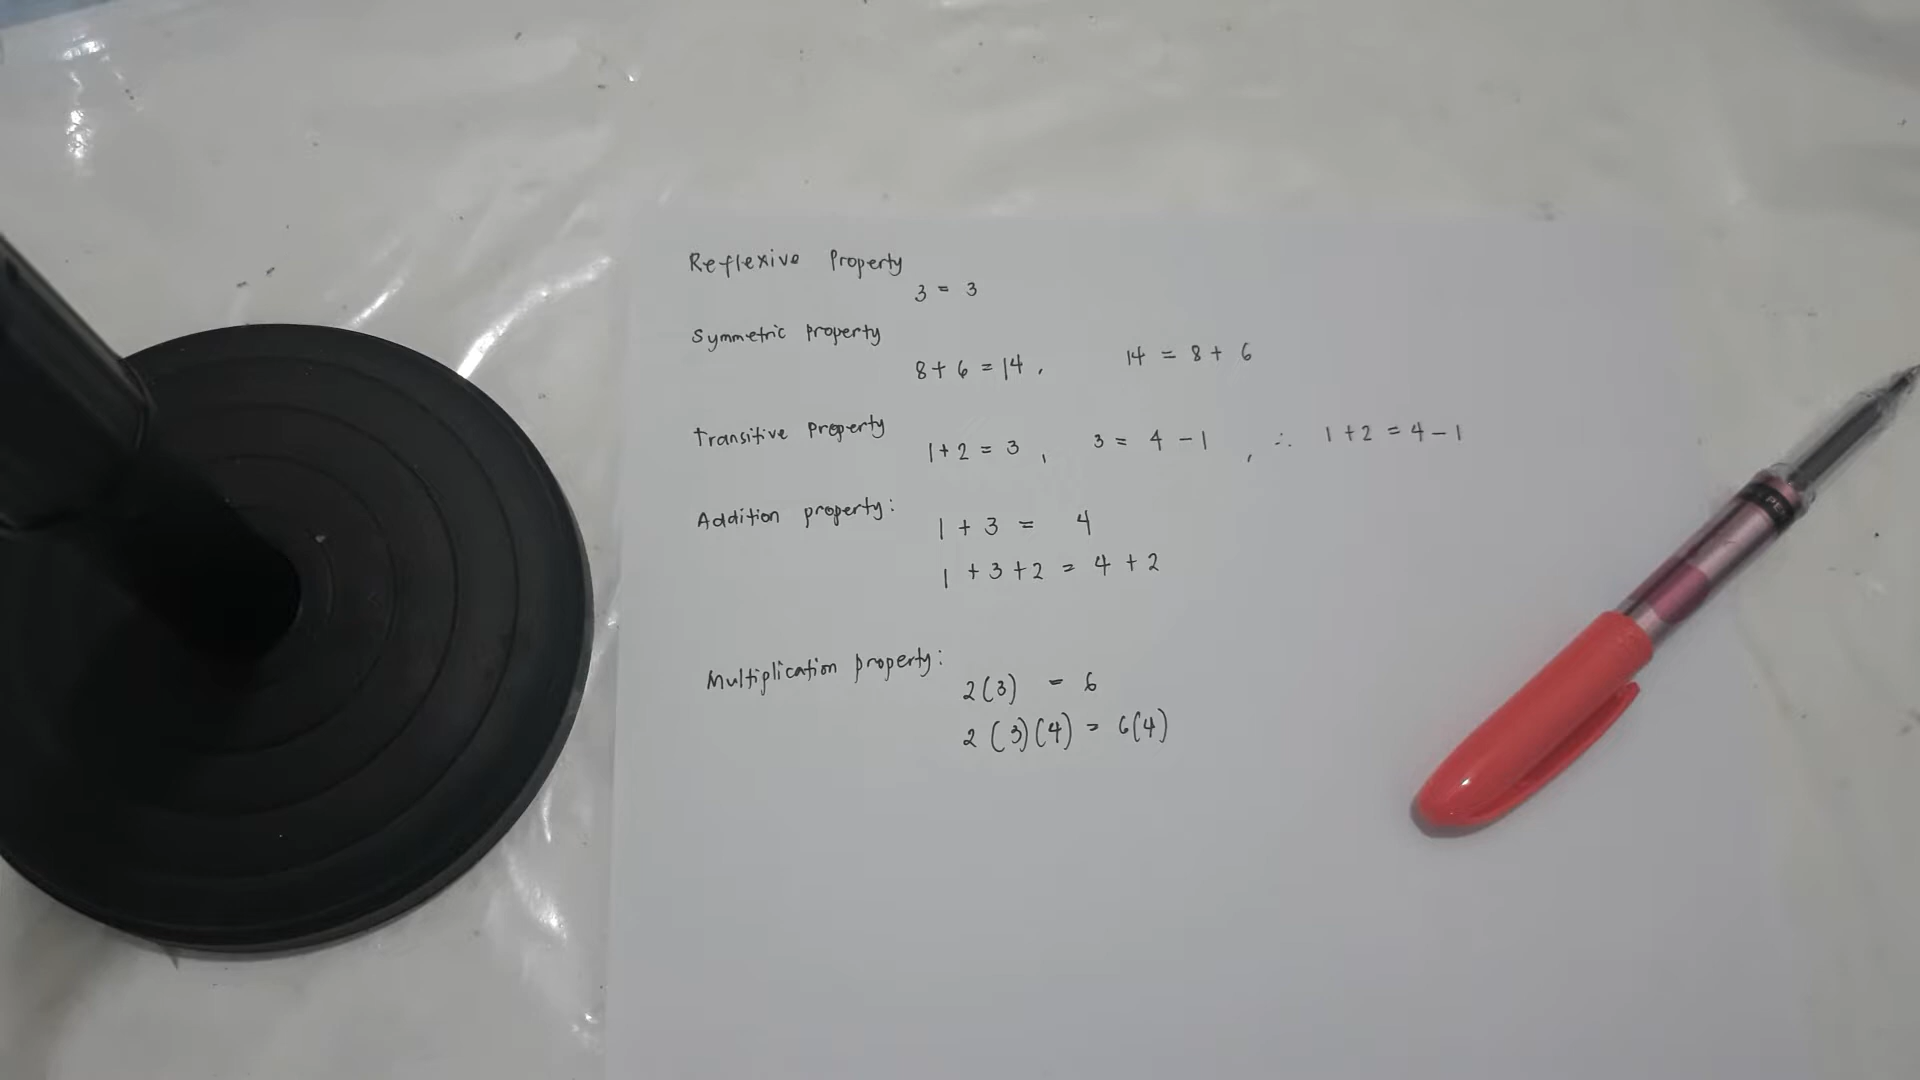 Reflexive Property
3 = 3
Symmetric property
8 + 6 = 14, 14 = 8 + 6
Transitive property
1 + 2 = 3, 3 = 4 - 1, ∴ 1 + 2 = 4 - 1
Addition property:
1 + 3 = 4
1 + 3 + 2 = 4 + 2
Multiplication property:
2(3) = 6
2(3)(4) = 6(4)